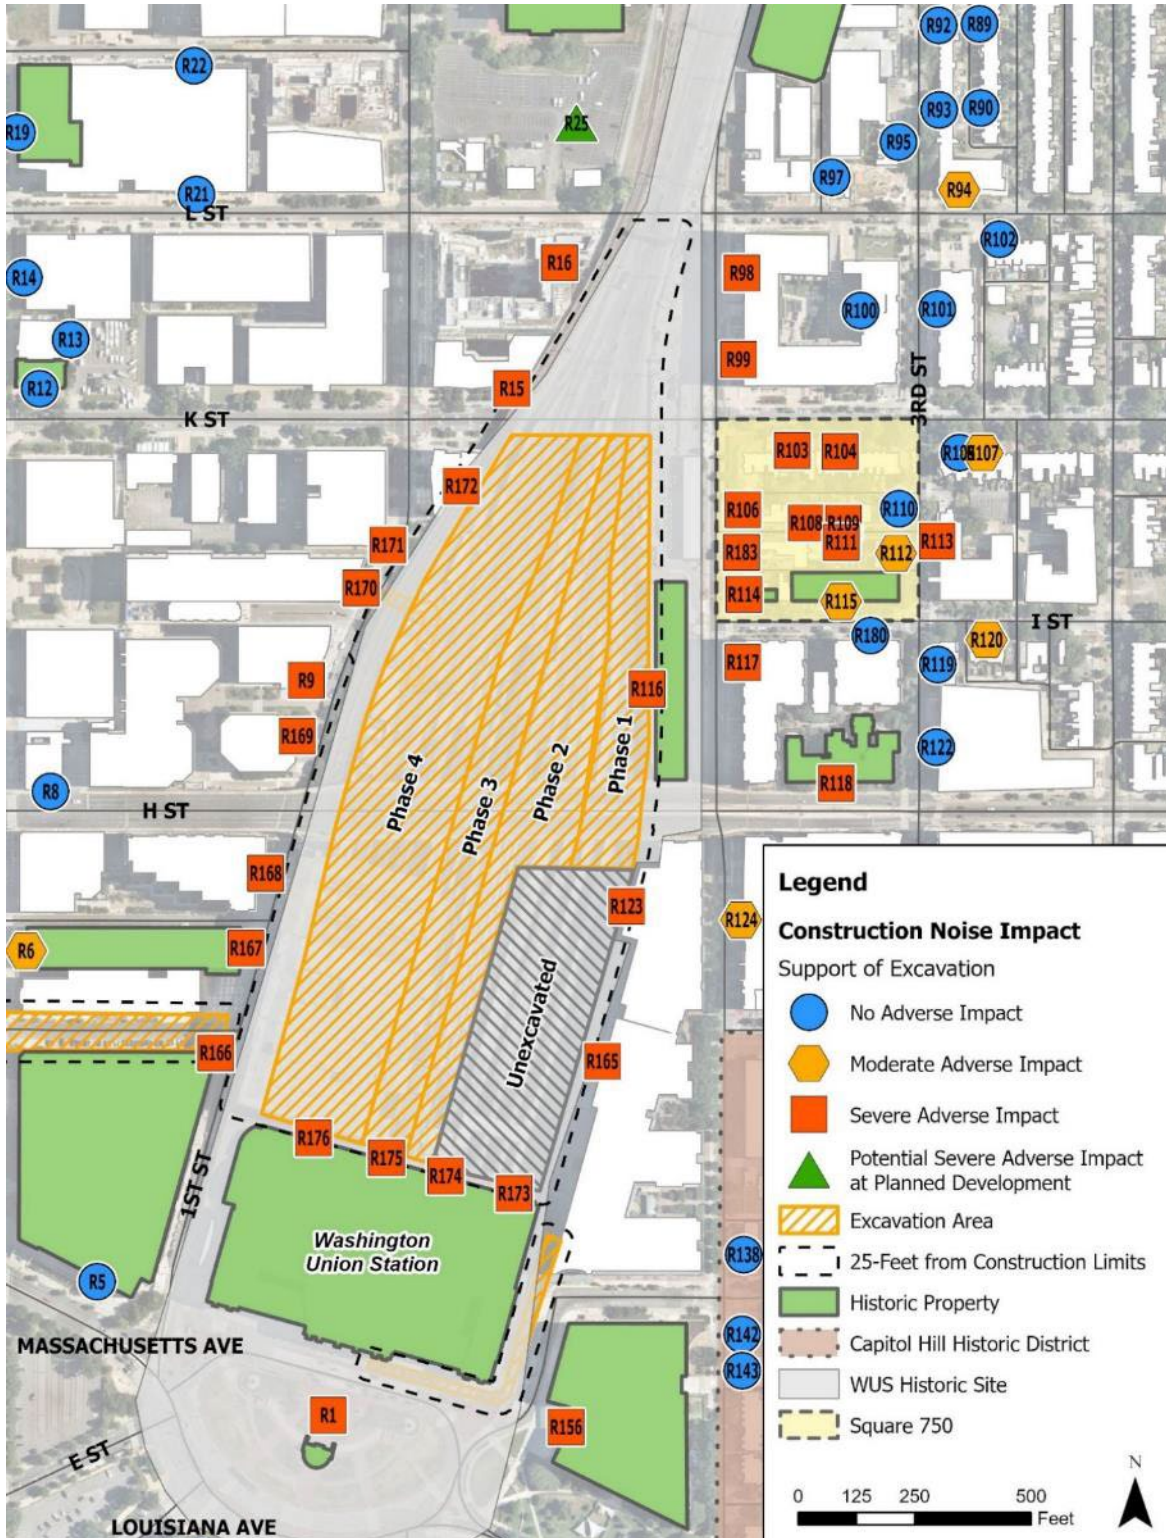 R92
R89
R22
R19
R25
R93
R90
R95
R97
R21
L ST
R94
R102
R14
R16
R98
R13
R100
R101
R12
R99
R15
3RD ST
K ST
R103
R104
R107
R172
R106
R108
R109
R110
R171
R183
R111
R112
R113
R170
R114
R115
I ST
R180
R120
R9
R117
R119
R116
R169
R122
Phase 4
Phase 3
Phase 2
Phase 1
R8
R118
H ST
R168
R123
R124
R6
R167
Unexcavated
R166
R165
R176
R175
R174
R173
1ST ST
Washington
Union Station
R138
R5
R142
R143
MASSACHUSETTS AVE
R1
R156
E ST
LOUISIANA AVE
Legend
Construction Noise Impact
Support of Excavation
No Adverse Impact
Moderate Adverse Impact
Severe Adverse Impact
Potential Severe Adverse Impact
at Planned Development
Excavation Area
25-Feet from Construction Limits
Historic Property
Capitol Hill Historic District
WUS Historic Site
Square 750
N
0 125 250 500
Feet